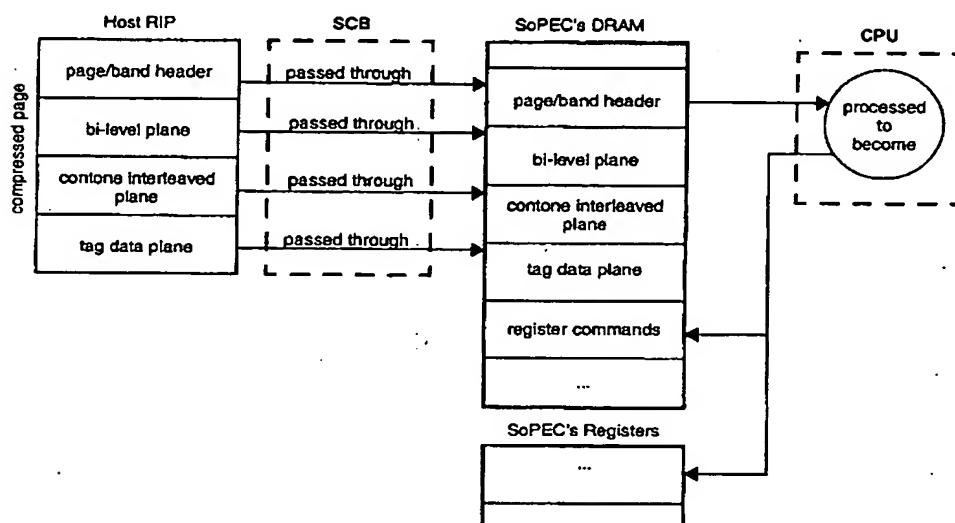 Host RIP
SCB
SoPEC's DRAM
CPU
compressed page
page/band header
bi-level plane
contone interleaved
plane
tag data plane
passed through
passed through
passed through
passed through
page/band header
bi-level plane
contone interleaved
plane
tag data plane
register commands
...
processed
to
become
SoPEC's Registers
...